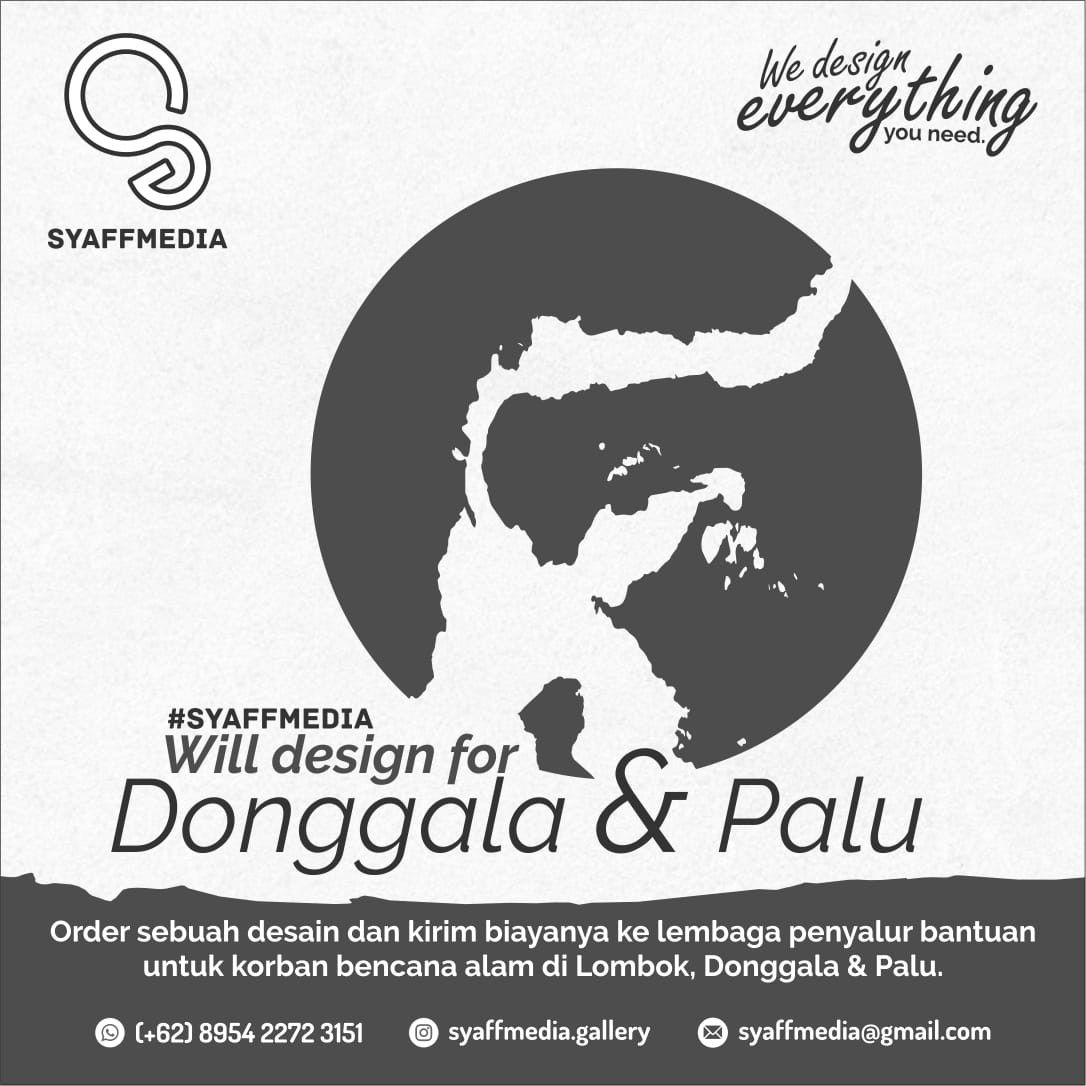 SYAFFMEDIA
We design
everything
you need.
#SYAFFMEDIA
Will design for
Donggala & Palu
Order sebuah desain dan kirim biayanya ke lembaga penyalur bantuan
untuk korban bencana alam di Lombok, Donggala & Palu.
(+62) 8954 2272 3151 syaffmedia.gallery syaffmedia@gmail.com